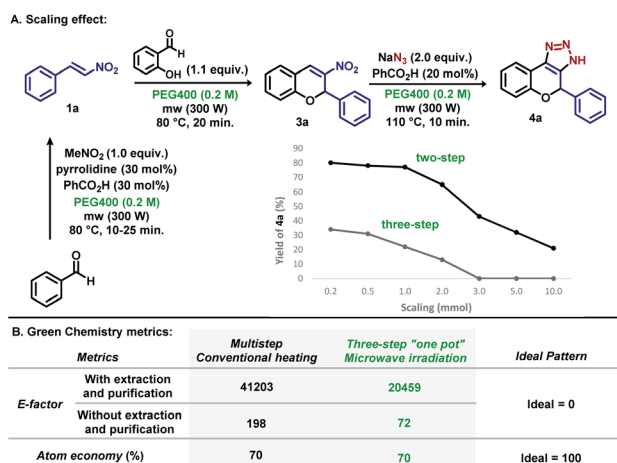 A. Scaling effect:
H
O
OH
(1.1 equiv.)
PEG400 (0.2 M)
mw (300 W)
80 °C, 20 min.
NO2
1a
NO2
O
3a
NaN3 (2.0 equiv.)
PhCO2H (20 mol%)
PEG400 (0.2 M)
mw (300 W)
110 °C, 10 min.
N=N
NH
O
4a
MeNO2 (1.0 equiv.)
pyrrolidine (30 mol%)
PhCO2H (30 mol%)
PEG400 (0.2 M)
mw (300 W)
80 °C, 10-25 min.
O
H
Yield of 4a (%)
90
80
70
60
50
40
30
20
10
0
two-step
three-step
0.2 0.5 1.0 2.0 3.0 5.0 10.0
Scaling (mmol)
B. Green Chemistry metrics:
Metrics
Multistep
Conventional heating
Three-step "one pot"
Microwave irradiation
Ideal Pattern
E-factor
With extraction
and purification
41203
20459
Without extraction
and purification
198
72
Ideal = 0
Atom economy (%)
70
70
Ideal = 100